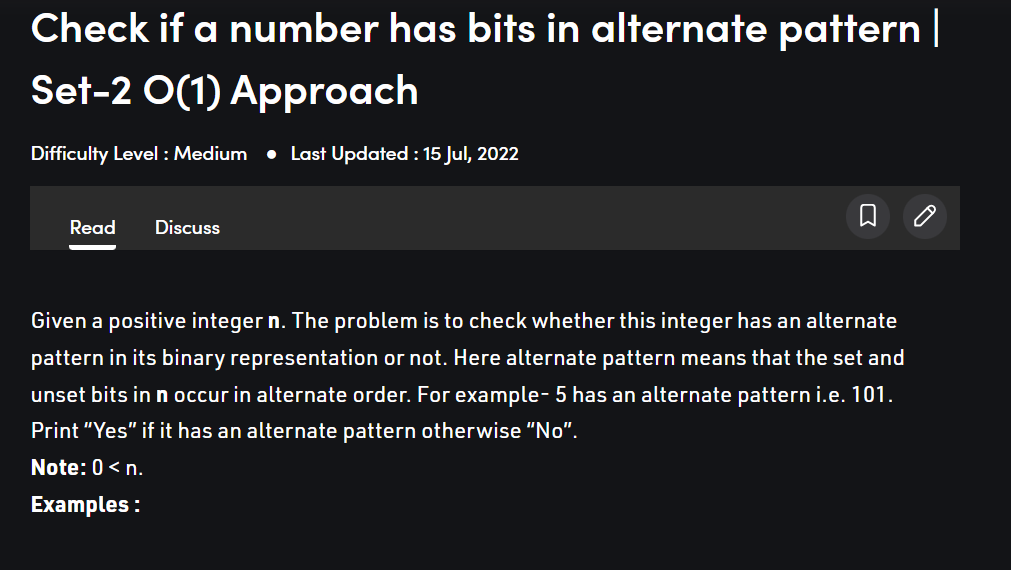 Check if a number has bits in alternate pattern |
Set-2 O(1) Approach
Difficulty Level : Medium ● Last Updated : 15 Jul, 2022
Read Discuss
Given a positive integer n. The problem is to check whether this integer has an alternate
pattern in its binary representation or not. Here alternate pattern means that the set and
unset bits in n occur in alternate order. For example- 5 has an alternate pattern i.e. 101.
Print “Yes” if it has an alternate pattern otherwise “No”.
Note: 0 < n.
Examples :